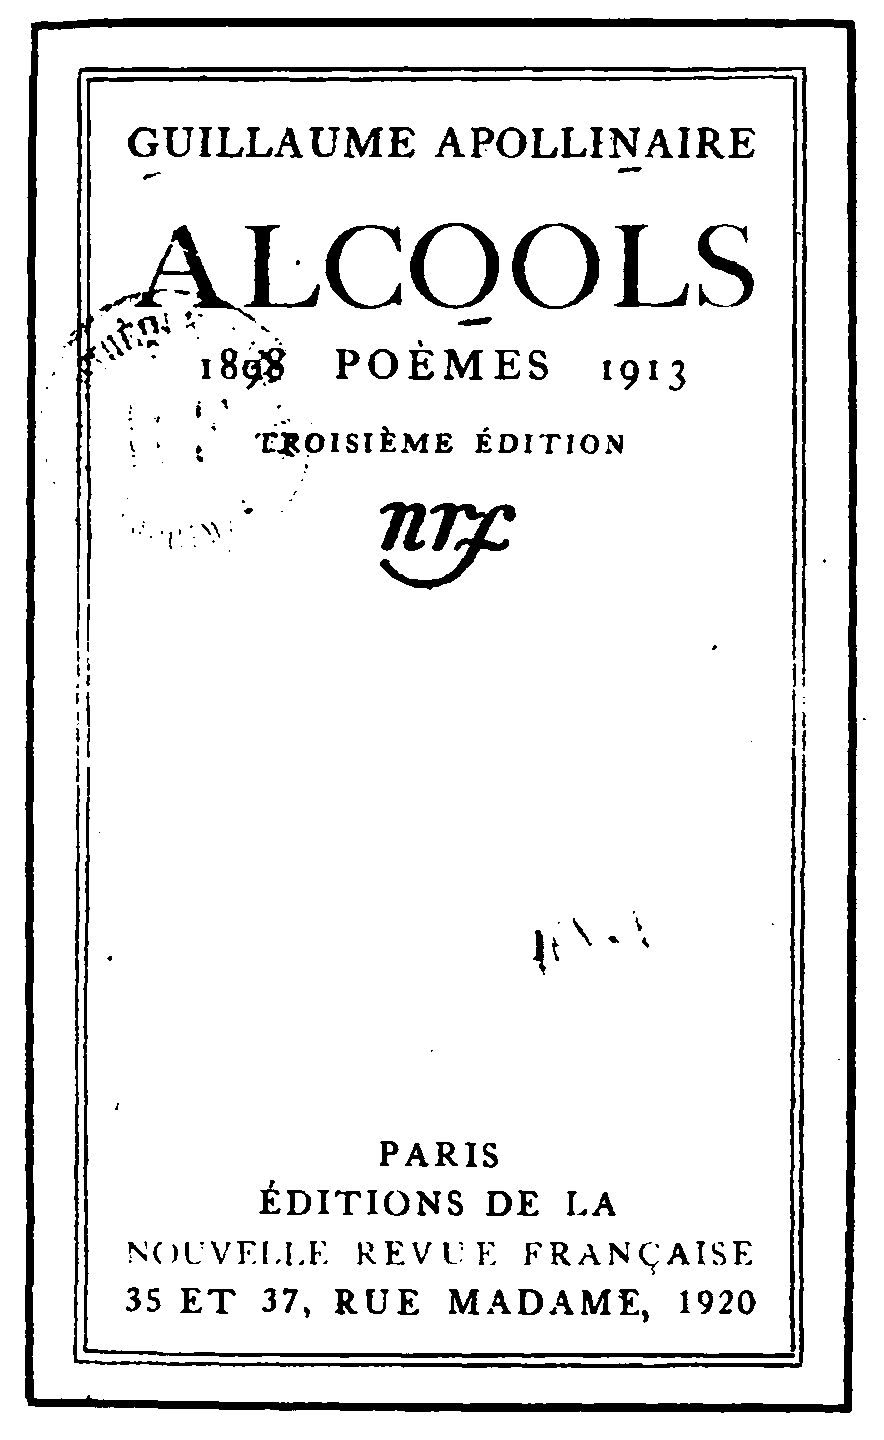 GUILLAUME APOLLINAIRE
ALCOOLS
1898 POÈMES 1913
TROISIÈME ÉDITION
nrf
PARIS
ÉDITIONS DE LA
NOUVELLE REVUE FRANÇAISE
35 ET 37, RUE MADAME, 1920